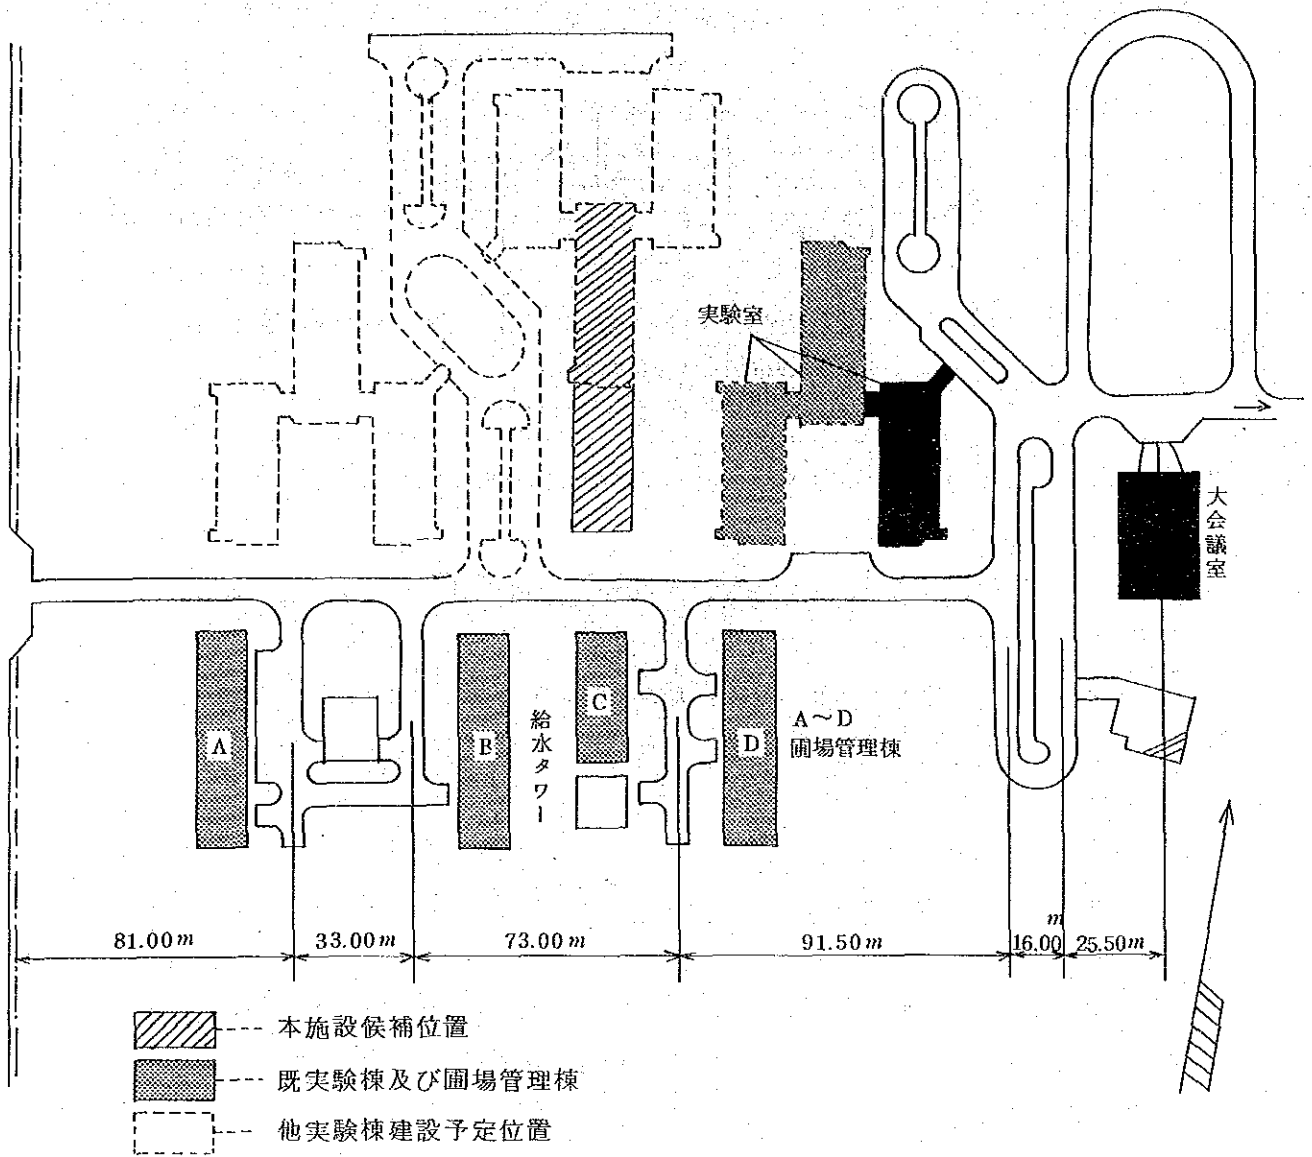 実験室
大会議室
A
B
給水タワー
C
D
A～D
圃場管理棟
81.00m
33.00m
73.00m
91.50m
16.00m
25.50m
本施設候補位置
既実験棟及び圃場管理棟
他実験棟建設予定位置